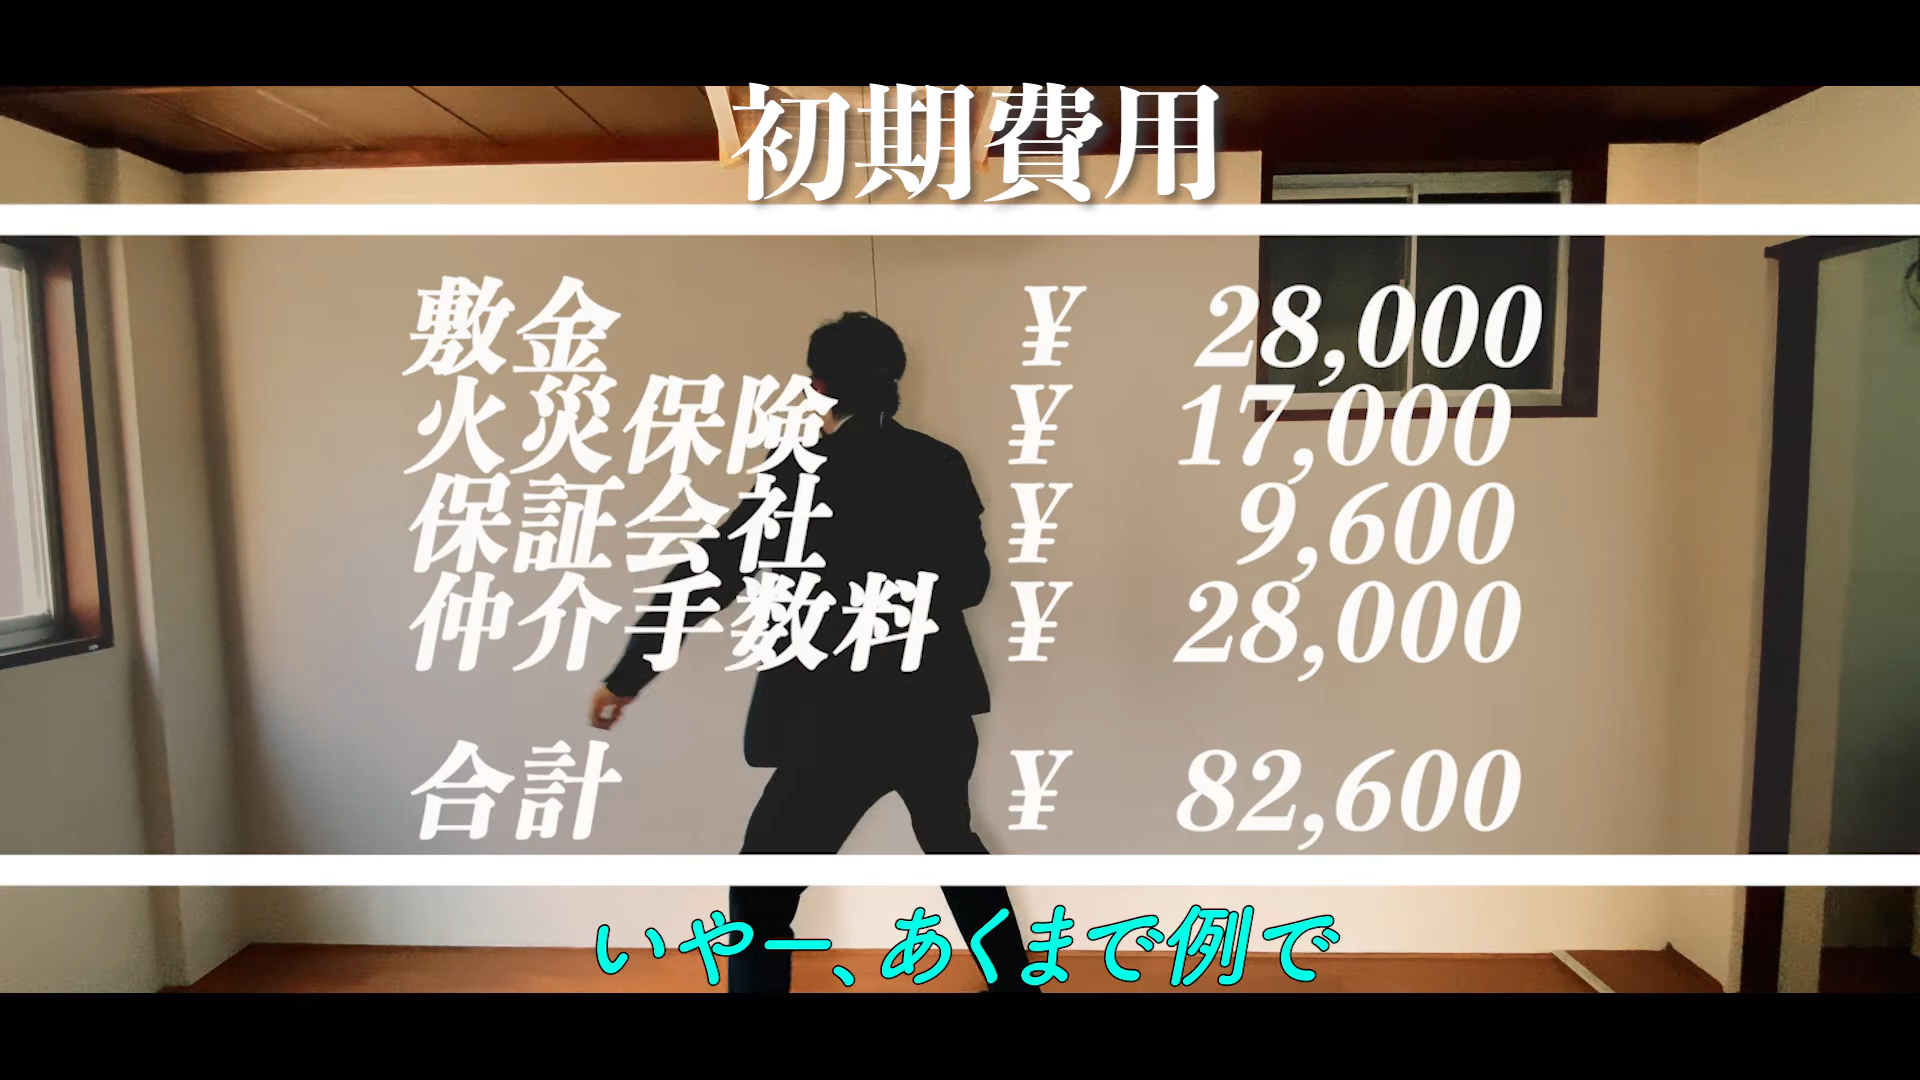 初期費用
敷金 ¥ 28,000
火災保険 ¥ 17,000
保証会社 ¥ 9,600
仲介手数料 ¥ 28,000
合計 ¥ 82,600
いやー、あくまで例で